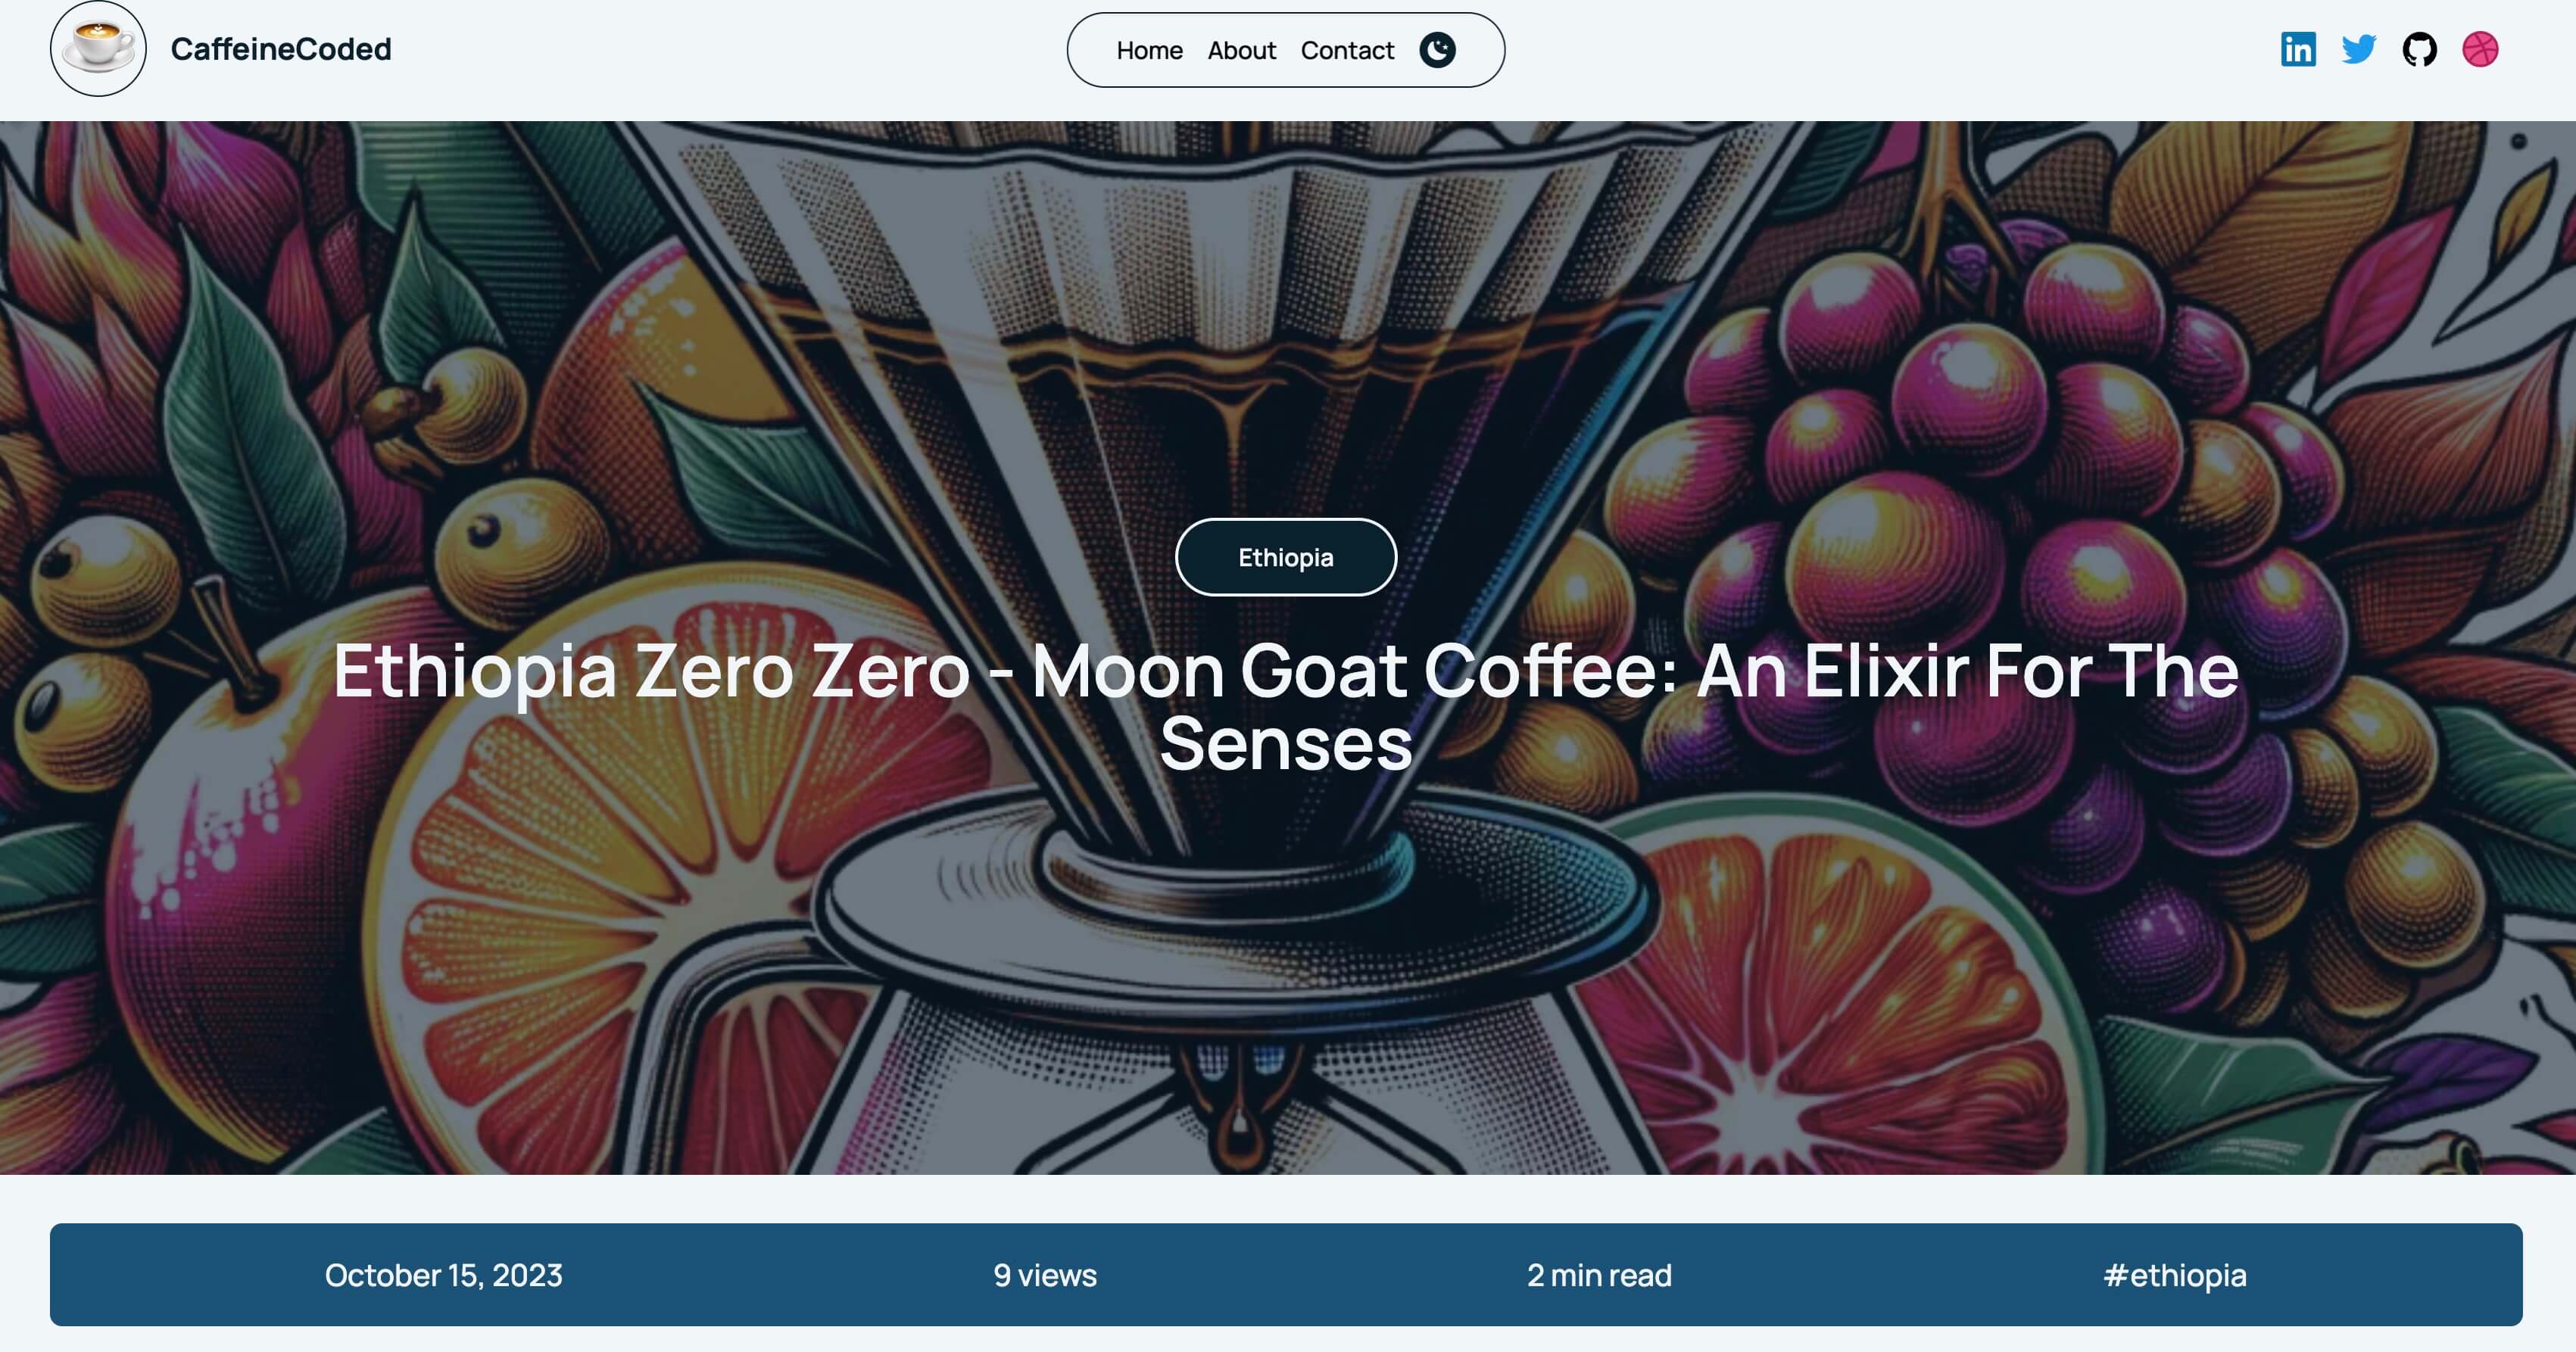 CaffeineCoded
Home About Contact
in
Ethiopia
Ethiopia Zero Zero - Moon Goat Coffee: An Elixir For The
Senses
October 15, 2023 9 views 2 min read #ethiopia